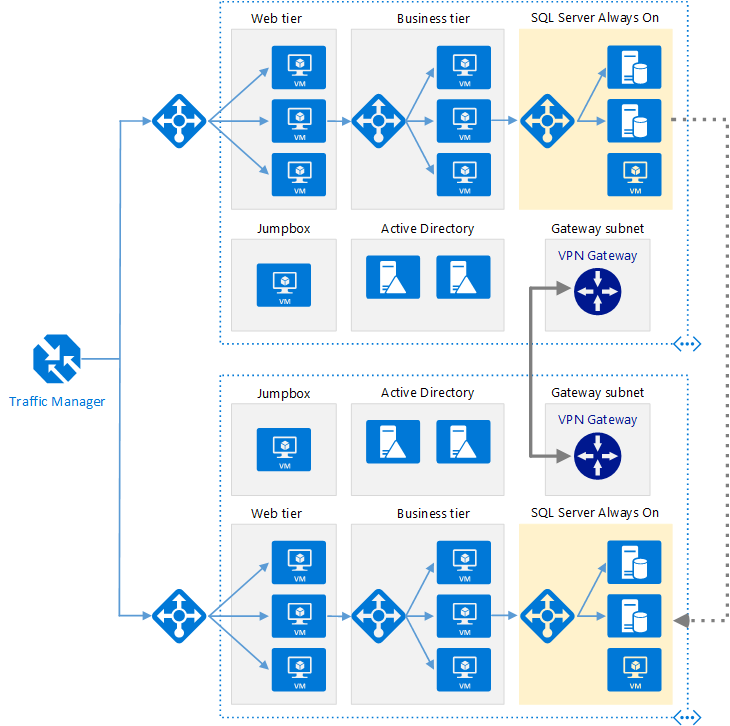 Web tier
Business tier
SQL Server Always On
VM
VM
VM
VM
VM
VM
VM
Jumpbox
Active Directory
Gateway subnet
VPN Gateway
VM
Traffic Manager
Jumpbox
Active Directory
Gateway subnet
VPN Gateway
VM
Web tier
Business tier
SQL Server Always On
VM
VM
VM
VM
VM
VM
VM